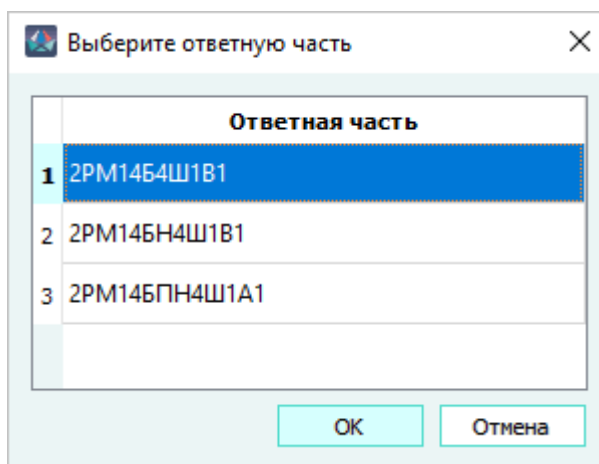 Выберите ответную часть
Ответная часть
1 2РМ14Б4Ш1В1
2 2РМ14БН4Ш1В1
3 2РМ14БПН4Ш1А1
ОК Отмена